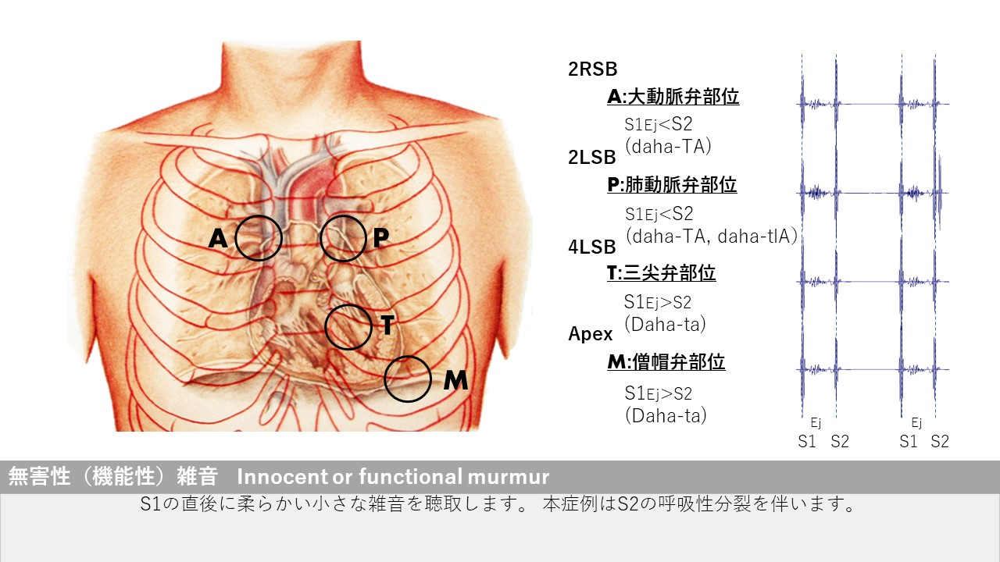 A
P
T
M
2RSB
A:大動脈弁部位
S1Ej<S2
(daha-TA)
2LSB
P:肺動脈弁部位
S1Ej<S2
(daha-TA, daha-tlA)
4LSB
T:三尖弁部位
S1Ej>S2
(Daha-ta)
Apex
M:僧帽弁部位
S1Ej>S2
(Daha-ta)
Ej Ej
S1 S2 S1 S2
無害性（機能性）雑音 Innocent or functional murmur
S1の直後に柔らかい小さな雑音を聴取します。 本症例はS2の呼吸性分裂を伴います。